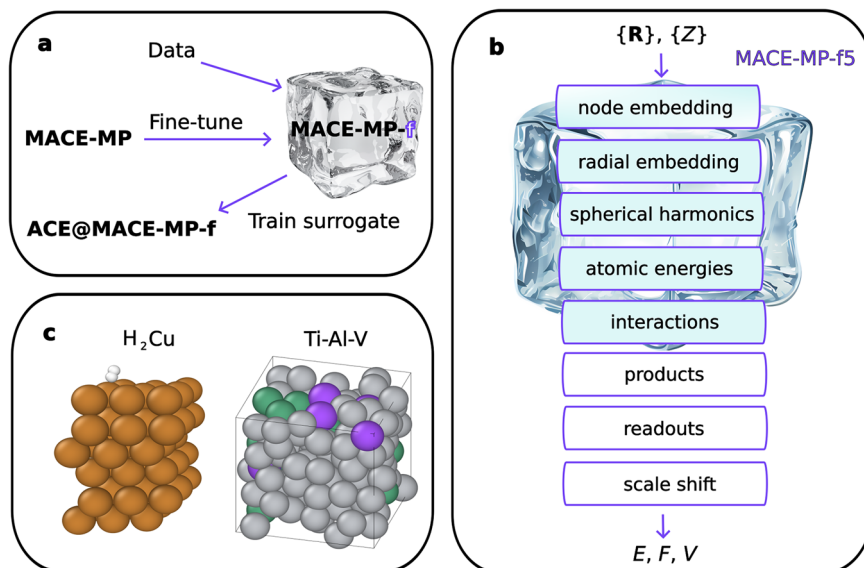 a
Data
MACE-MP
Fine-tune
MACE-MP-f
Train surrogate
ACE@MACE-MP-f
b
{R}, {Z}
MACE-MP-f5
node embedding
radial embedding
spherical harmonics
atomic energies
interactions
products
readouts
scale shift
E, F, V
c
H₂Cu
Ti-Al-V